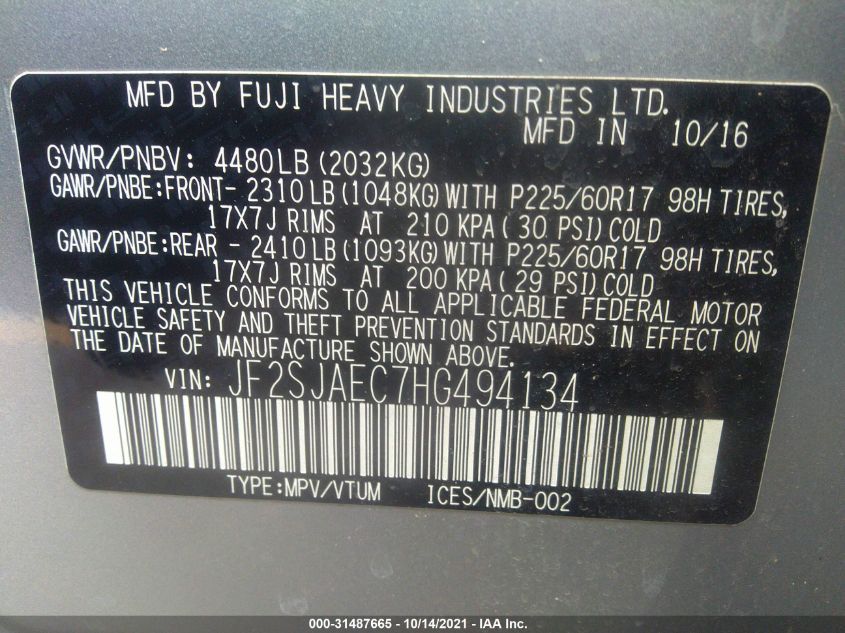 MFD BY FUJI HEAVY INDUSTRIES LTD.
MFD IN 10/16
GVWR/PNBV: 4480LB(2032KG)
GAWR/PNBE:FRONT- 2310LB(1048KG)WITH P225/60R17 98H TIRES,
17X7J RIMS AT 210 KPA(30 PSI)COLD
GAWR/PNBE:REAR - 2410LB(1093KG)WITH P225/60R17 98H TIRES,
17X7J RIMS AT 200 KPA(29 PSI)COLD
THIS VEHICLE CONFORMS TO ALL APPLICABLE FEDERAL MOTOR
VEHICLE SAFETY AND THEFT PREVENTION STANDARDS IN EFFECT ON
THE DATE OF MANUFACTURE SHOWN ABOVE.
VIN: JF2SJAEC7HG494134
TYPE:MPV/VTUM ICES/NMB-002
000-31487665 - 10/14/2021 - IAA Inc.